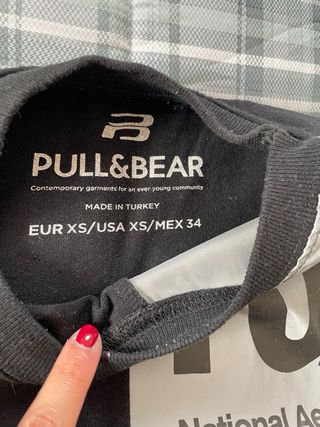 PULL&BEAR
Contemporary garments for an ever young community
MADE IN TURKEY
EUR XS/USA XS/MEX 34
National Ae